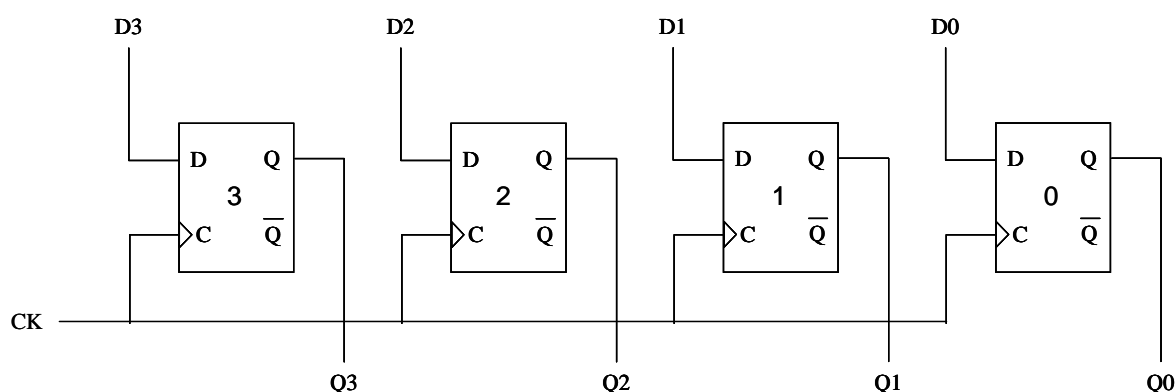 D3 D2 D1 D0
D Q D Q D Q D Q
3 2 1 0
C Q̅ C Q̅ C Q̅ C Q̅
CK
Q3 Q2 Q1 Q0